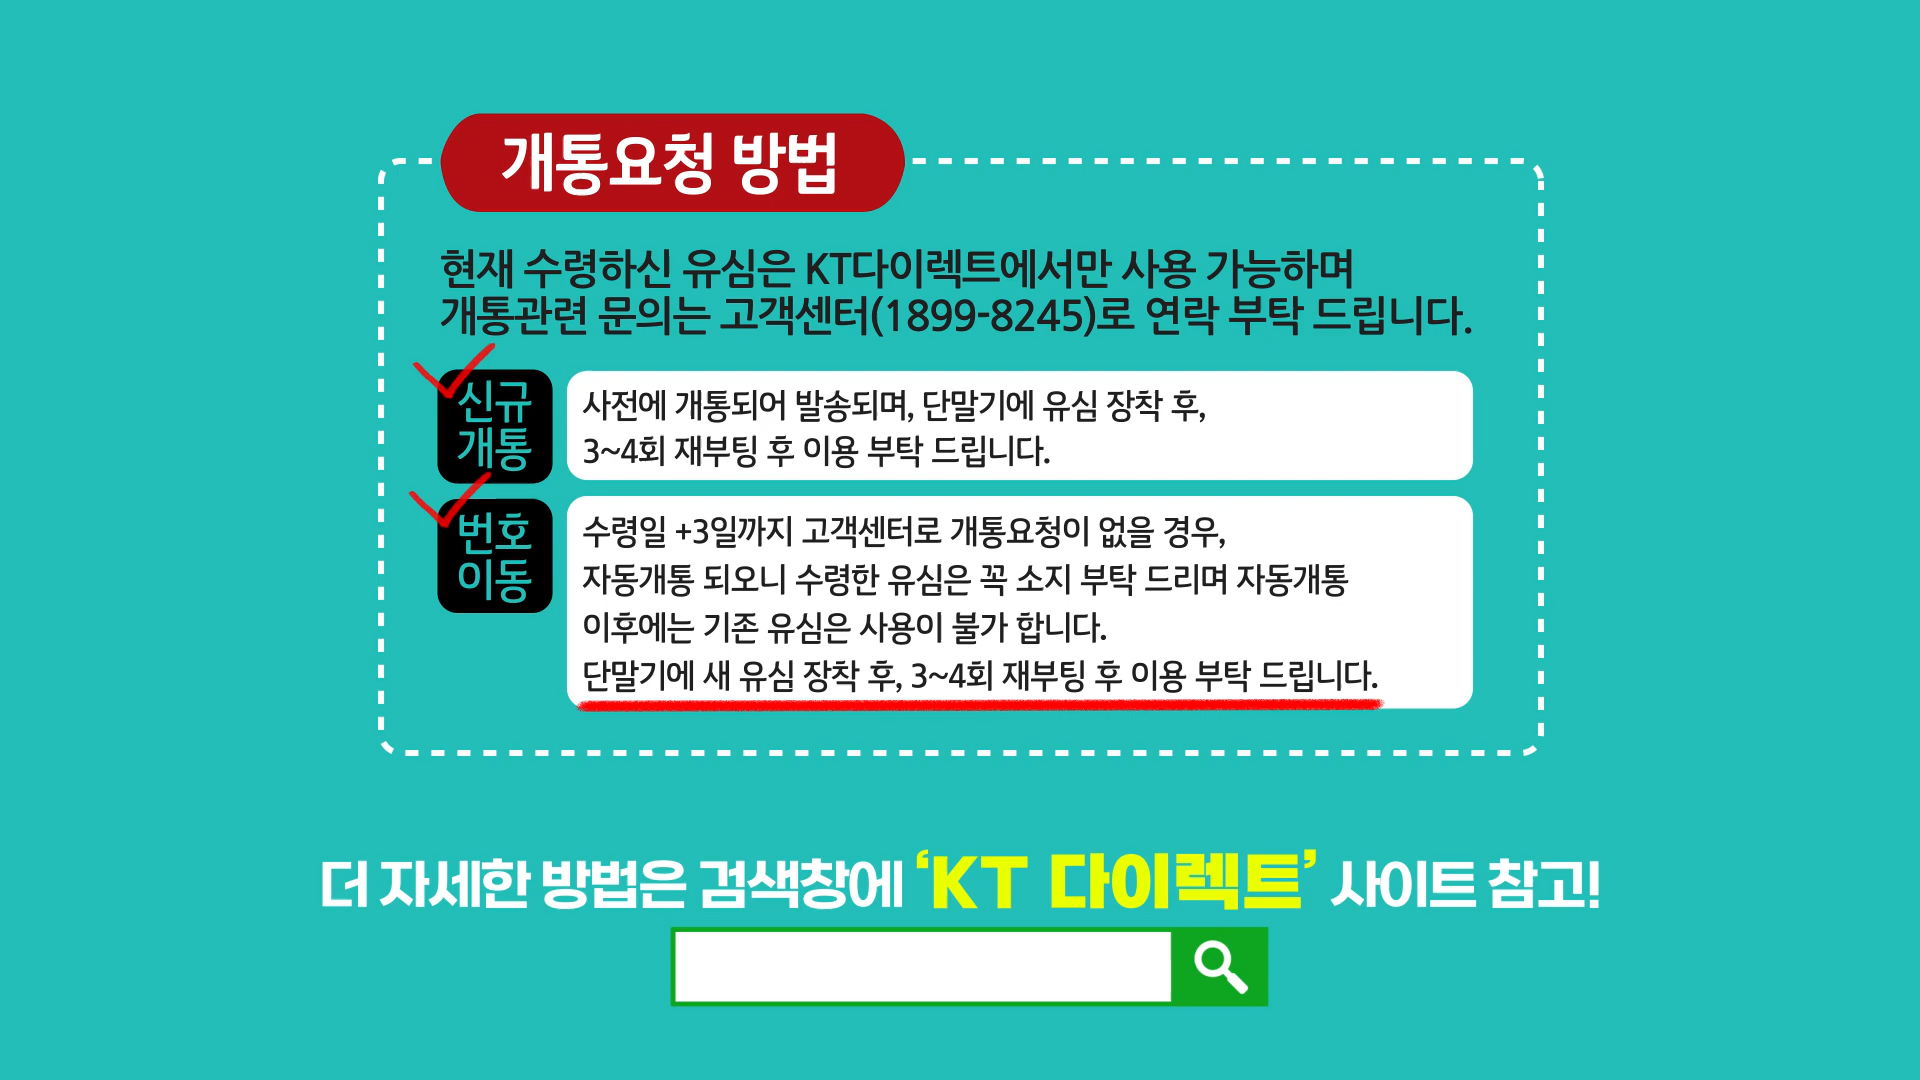 개통요청 방법
현재 수령하신 유심은 KT다이렉트에서만 사용 가능하며
개통관련 문의는 고객센터(1899-8245)로 연락 부탁 드립니다.
신규
개통
사전에 개통되어 발송되며, 단말기에 유심 장착 후,
3~4회 재부팅 후 이용 부탁 드립니다.
번호
이동
수령일 +3일까지 고객센터로 개통요청이 없을 경우,
자동개통 되오니 수령한 유심은 꼭 소지 부탁 드리며 자동개통
이후에는 기존 유심은 사용이 불가 합니다.
단말기에 새 유심 장착 후, 3~4회 재부팅 후 이용 부탁 드립니다.
더 자세한 방법은 검색창에 ‘KT 다이렉트’ 사이트 참고!